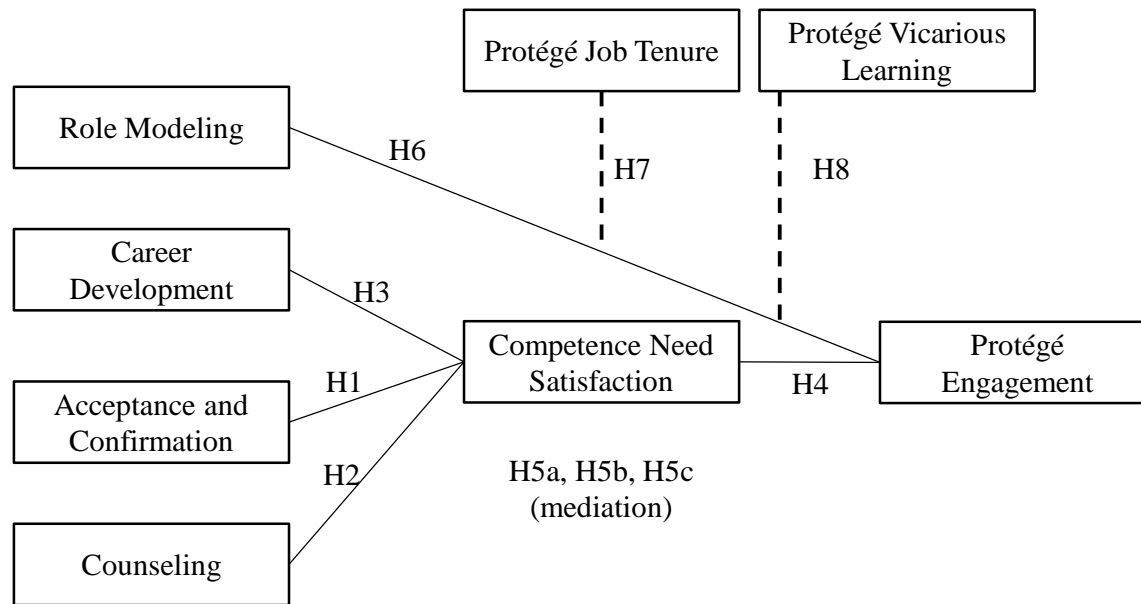 Protégé Job Tenure
Protégé Vicarious
Learning
Role Modeling
H6
H7
H8
Career
Development
H3
Competence Need
Satisfaction
Protégé
Engagement
H4
H1
Acceptance and
Confirmation
H2
H5a, H5b, H5c
(mediation)
Counseling